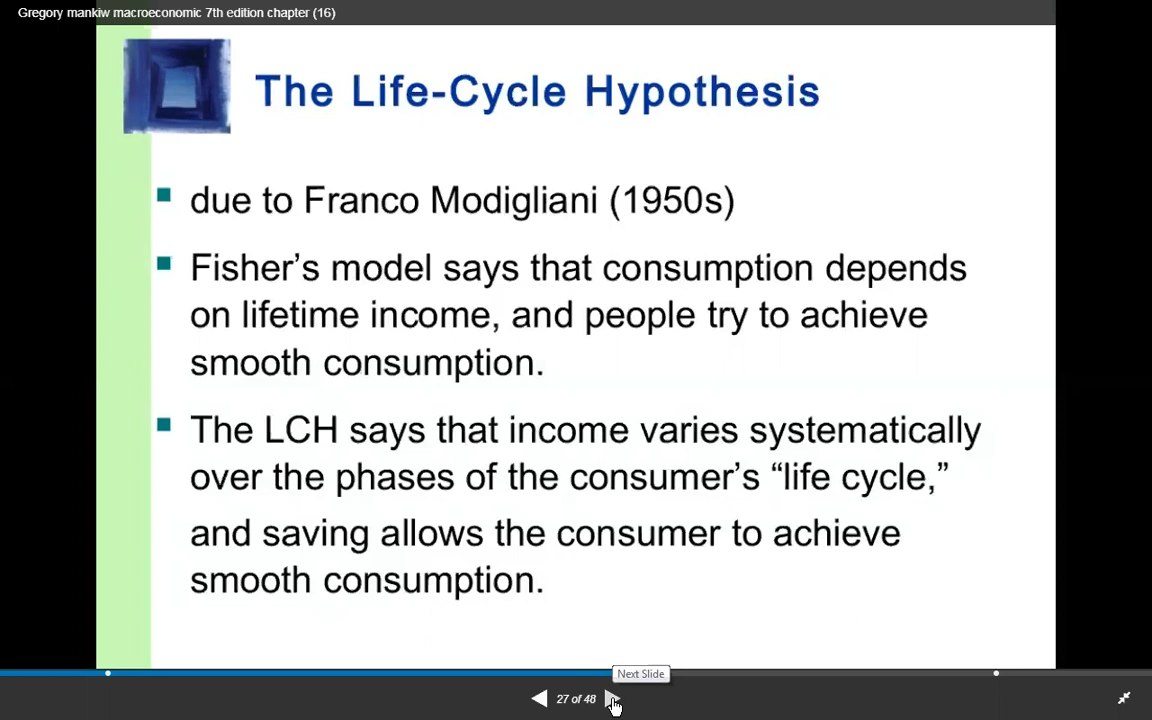 Gregory mankiw macroeconomic 7th edition chapter (16)
The Life-Cycle Hypothesis
due to Franco Modigliani (1950s)
Fisher’s model says that consumption depends
on lifetime income, and people try to achieve
smooth consumption.
The LCH says that income varies systematically
over the phases of the consumer’s “life cycle,”
and saving allows the consumer to achieve
smooth consumption.
Next Slide
27 of 48